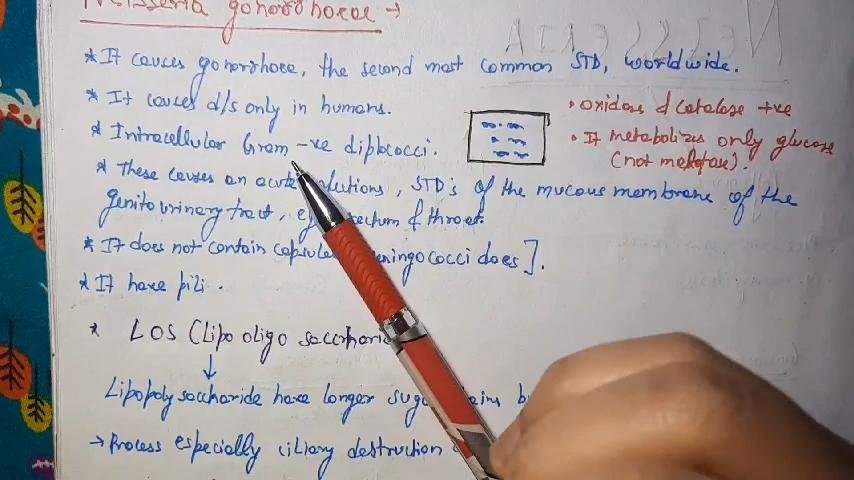 Neisseria gonorrhoeae →
* It causes gonorrhoea, the second most common STD, worldwide.
* It causes d/s only in humans.
* Intracellular Gram -ve diplococci.
• Oxidase & Catalase +ve
• It metabolizes only glucose
(not maltose).
* These causes an acute infections, STD's of the mucous membrane of the
genitourinary tract, rectum & throat.
* It does not contain capsule meningococci does].
* It have pili.
* LOS (Lipo oligo saccharide
↓
Lipopolysaccharide have longer sugar chains
→ Process especially ciliary destruction